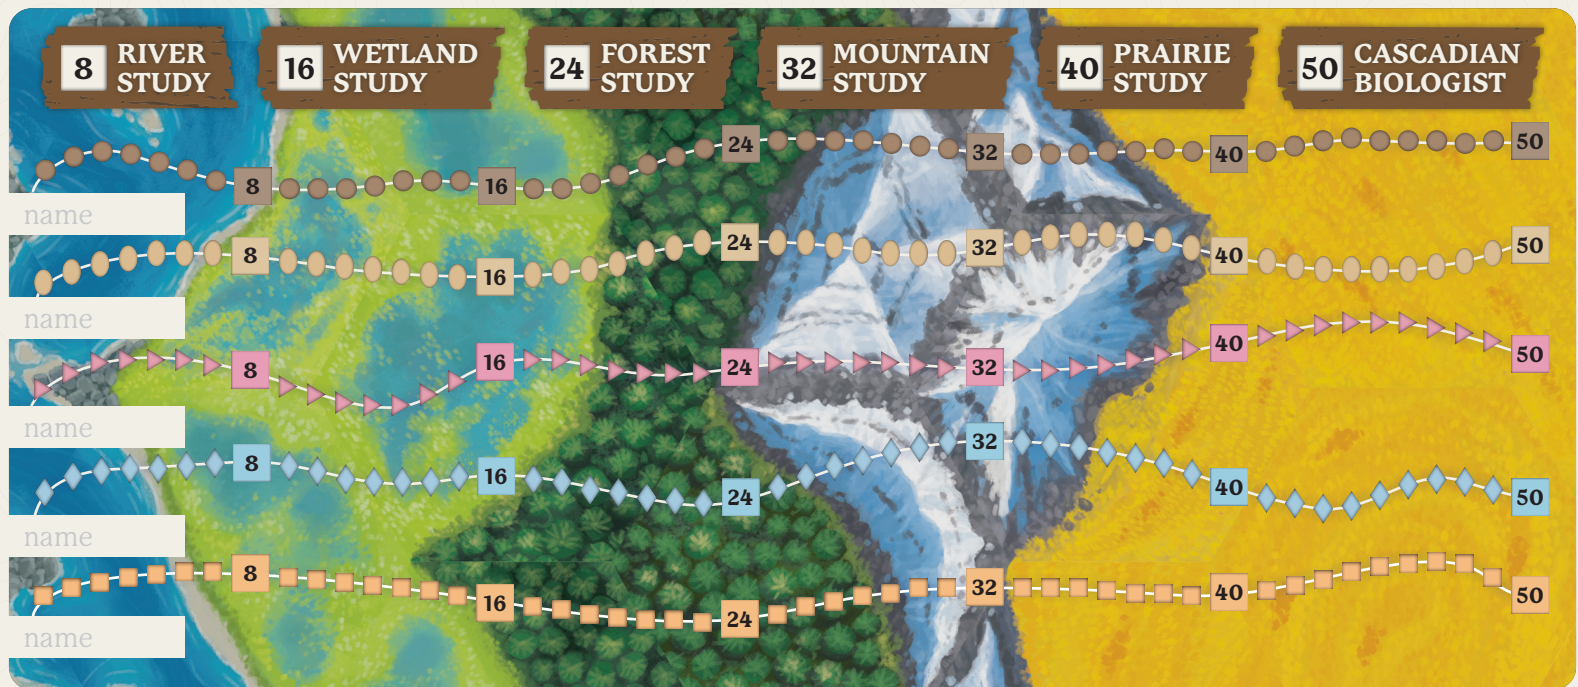 8 RIVER STUDY
16 WETLAND STUDY
24 FOREST STUDY
32 MOUNTAIN STUDY
40 PRAIRIE STUDY
50 CASCADIAN BIOLOGIST
8 16 24 32 40 50
name
8 16 24 32 40 50
name
8 16 24 32 40 50
name
8 16 24 32 40 50
name
8 16 24 32 40 50
name